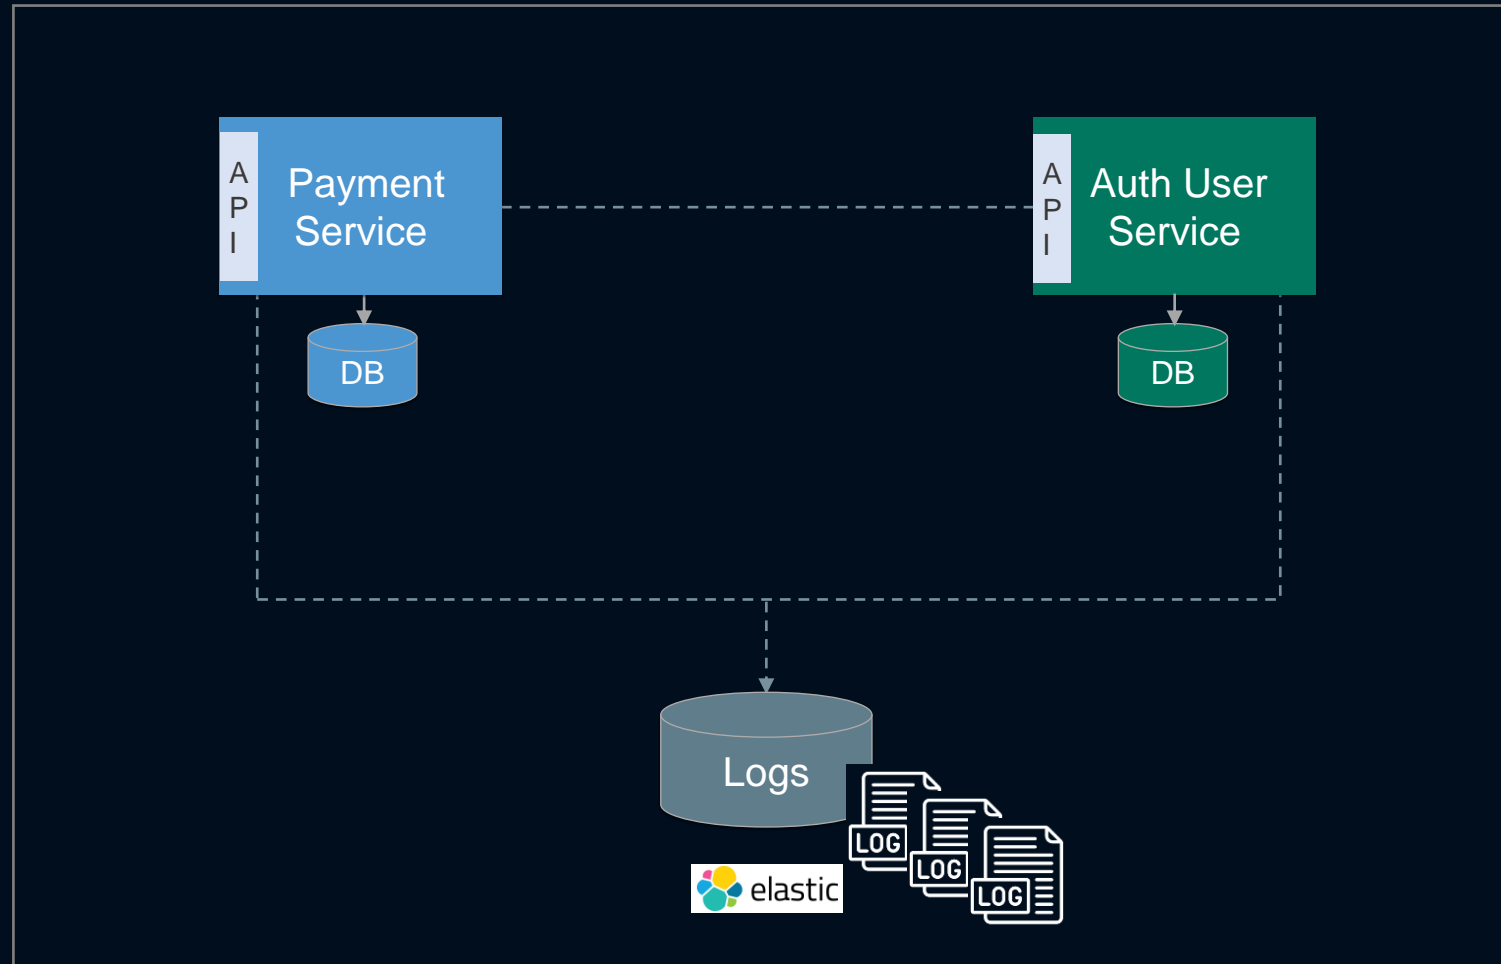 A
P
I
Payment
Service
A
P
I
Auth User
Service
DB
DB
Logs
LOG
LOG
LOG
elastic